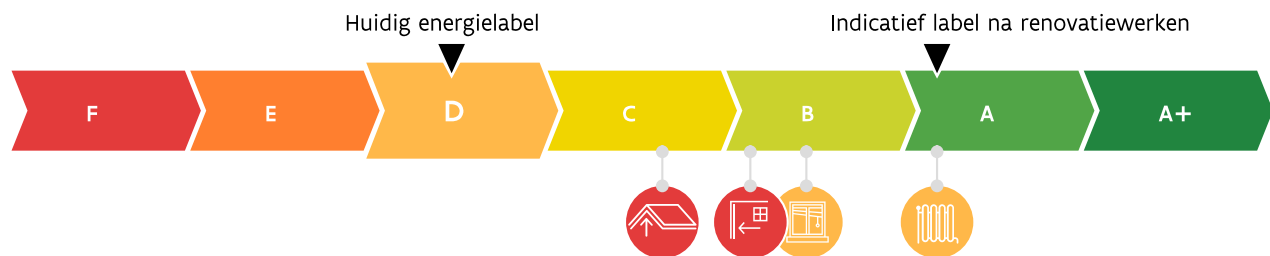 Huidig energielabel
Indicatief label na renovatiewerken
F
E
D
C
B
A
A+